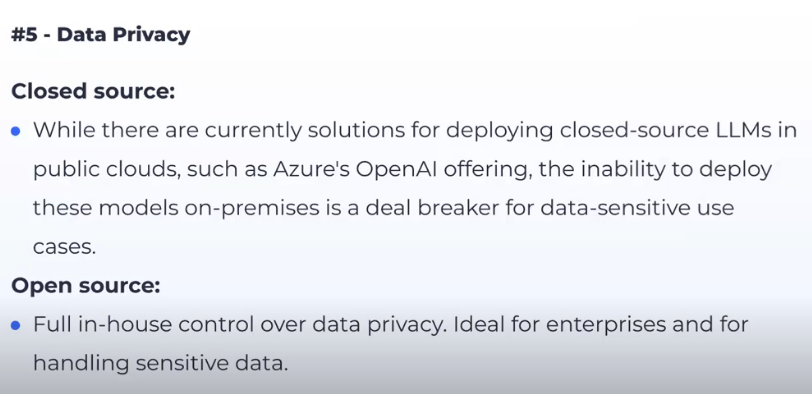 #5 - Data Privacy
Closed source:
• While there are currently solutions for deploying closed-source LLMs in
public clouds, such as Azure's OpenAI offering, the inability to deploy
these models on-premises is a deal breaker for data-sensitive use
cases.
Open source:
• Full in-house control over data privacy. Ideal for enterprises and for
handling sensitive data.